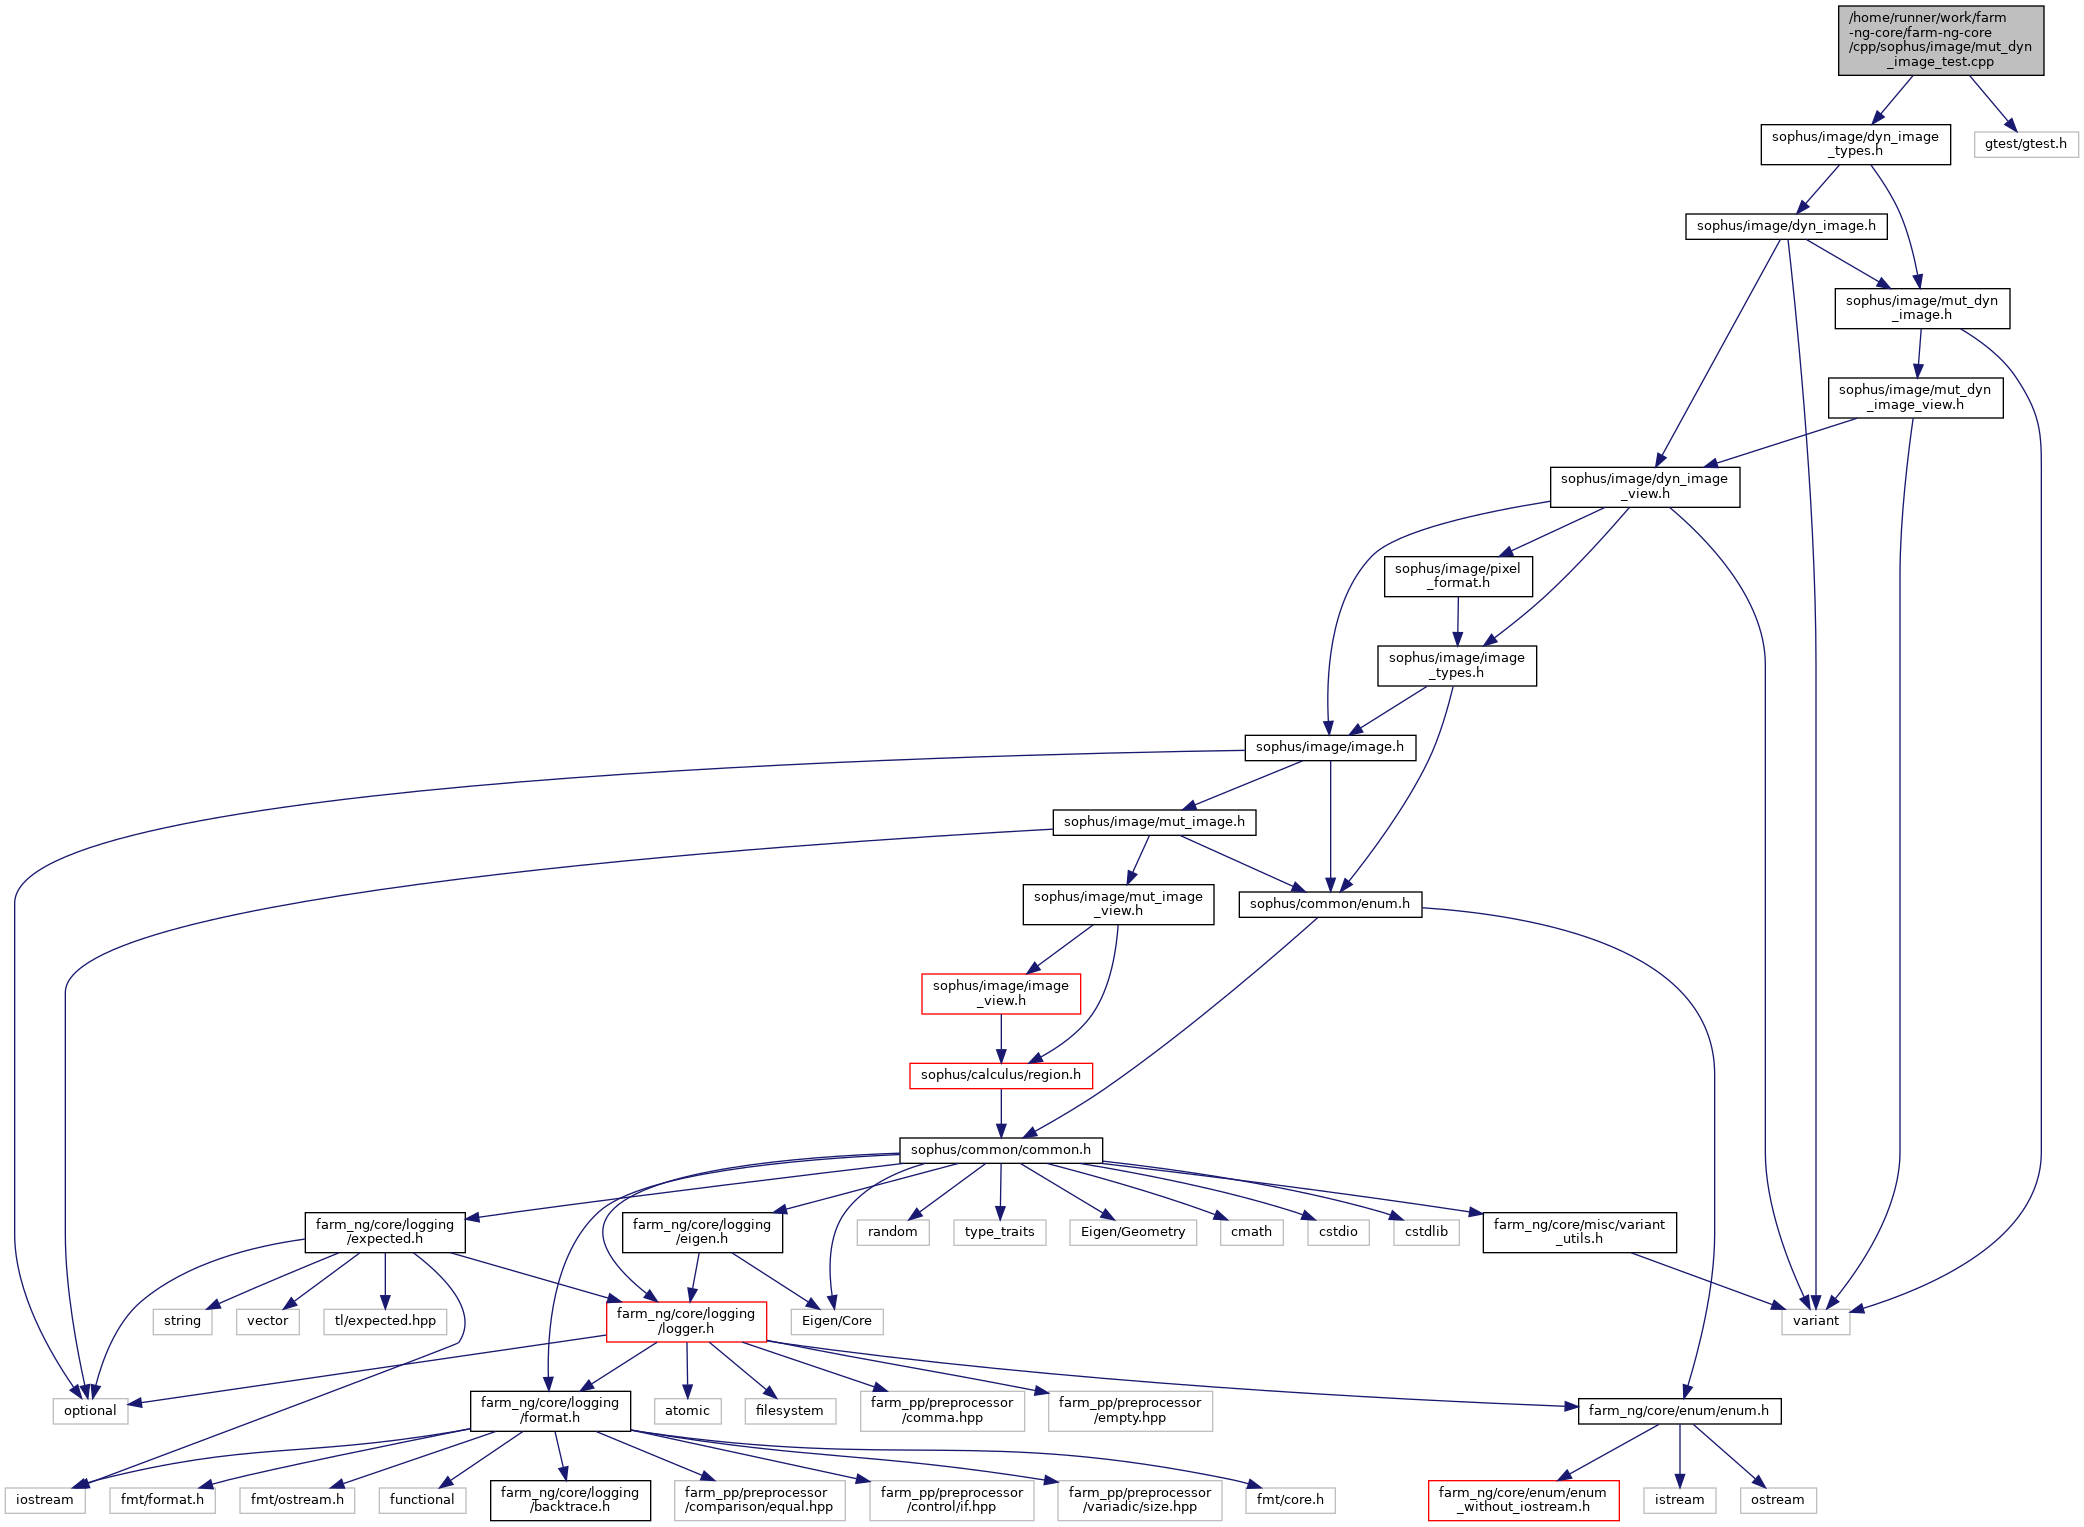 /home/runner/work/farm
-ng-core/farm-ng-core
/cpp/sophus/image/mut_dyn
_image_test.cpp
sophus/image/dyn_image
_types.h
gtest/gtest.h
sophus/image/dyn_image.h
sophus/image/mut_dyn
_image.h
sophus/image/mut_dyn
_image_view.h
sophus/image/dyn_image
_view.h
sophus/image/pixel
_format.h
sophus/image/image
_types.h
sophus/image/image.h
sophus/image/mut_image.h
sophus/image/mut_image
_view.h
sophus/common/enum.h
sophus/image/image
_view.h
sophus/calculus/region.h
sophus/common/common.h
farm_ng/core/logging
/expected.h
farm_ng/core/logging
/eigen.h
random
type_traits
Eigen/Geometry
cmath
cstdio
cstdlib
farm_ng/core/misc/variant
_utils.h
string
vector
tl/expected.hpp
farm_ng/core/logging
/logger.h
Eigen/Core
variant
optional
farm_ng/core/logging
/format.h
atomic
filesystem
farm_pp/preprocessor
/comma.hpp
farm_pp/preprocessor
/empty.hpp
farm_ng/core/enum/enum.h
iostream
fmt/format.h
fmt/ostream.h
functional
farm_ng/core/logging
/backtrace.h
farm_pp/preprocessor
/comparison/equal.hpp
farm_pp/preprocessor
/control/if.hpp
farm_pp/preprocessor
/variadic/size.hpp
fmt/core.h
farm_ng/core/enum/enum
_without_iostream.h
istream
ostream